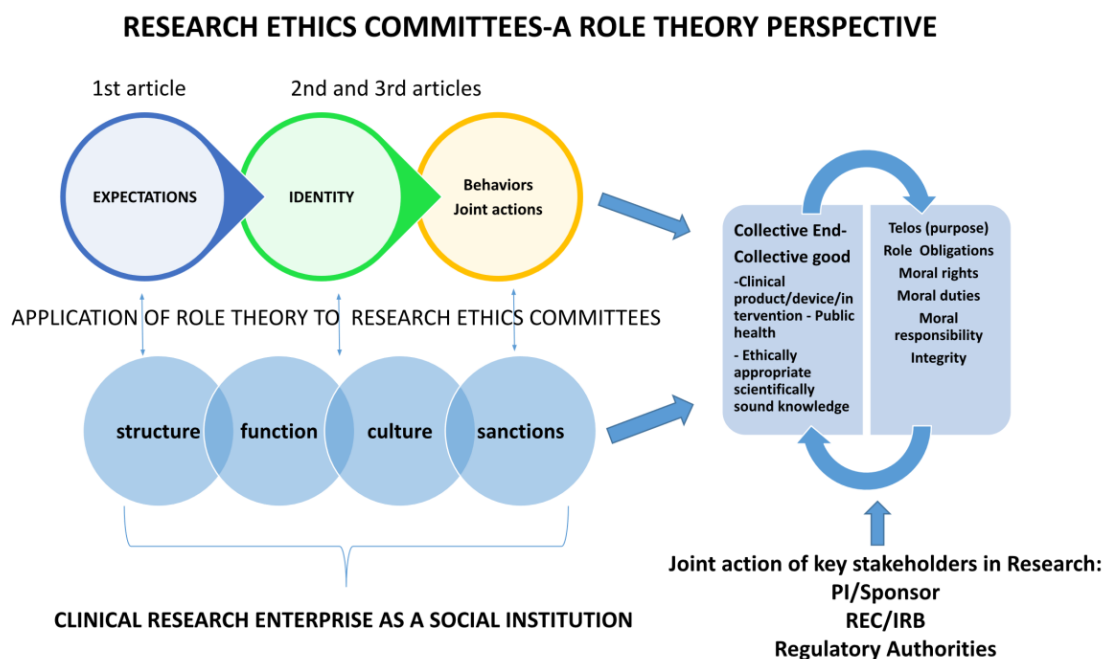 RESEARCH ETHICS COMMITTEES-A ROLE THEORY PERSPECTIVE
1st article
2nd and 3rd articles
EXPECTATIONS
IDENTITY
Behaviors
Joint actions
APPLICATION OF ROLE THEORY TO RESEARCH ETHICS COMMITTEES
structure
function
culture
sanctions
CLINICAL RESEARCH ENTERPRISE AS A SOCIAL INSTITUTION
Collective End-
Collective good
-Clinical
product/device/in
tervention - Public
health
- Ethically
appropriate
scientifically
sound knowledge
Telos (purpose)
Role Obligations
Moral rights
Moral duties
Moral
responsibility
Integrity
Joint action of key stakeholders in Research:
PI/Sponsor
REC/IRB
Regulatory Authorities